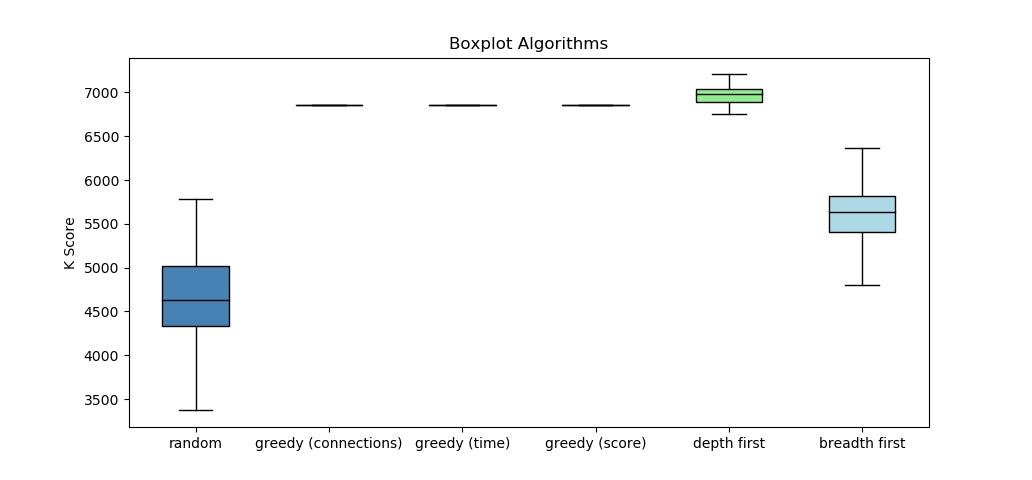 Boxplot Algorithms
K Score
7000
6500
6000
5500
5000
4500
4000
3500
random
greedy (connections)
greedy (time)
greedy (score)
depth first
breadth first